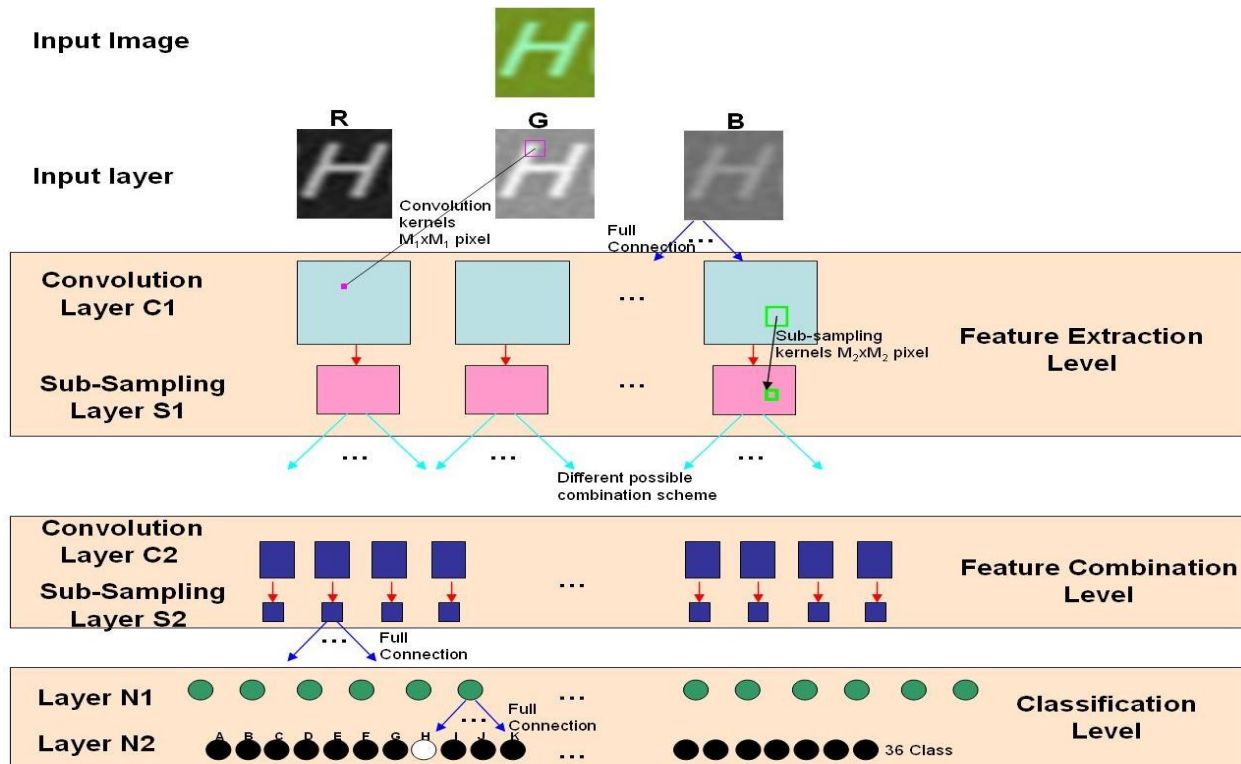 Input Image
H
R
G
B
Input layer
H
H
H
Convolution
kernels
M₁xM₁ pixel
Full
Connection
...
Convolution
Layer C1
...
Sub-sampling
kernels M₂xM₂ pixel
Feature Extraction
Level
Sub-Sampling
Layer S1
...
...
...
...
Different possible
combination scheme
Convolution
Layer C2
Sub-Sampling
Layer S2
...
Feature Combination
Level
...
Full
Connection
Layer N1
...
Classification
Level
...
Full
Connection
Layer N2
A B C D E F G H I J K
...
36 Class